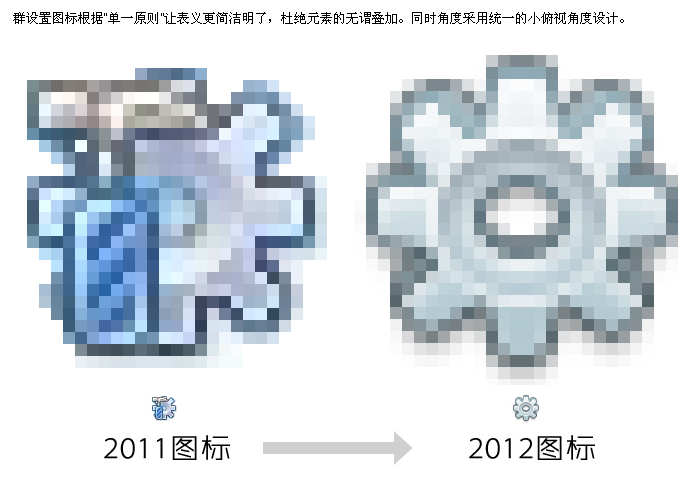 群设置图标根据"单一原则"让表义更简洁明了，杜绝元素的无谓叠加。同时角度采用统一的小俯视角度设计。
2011图标
2012图标